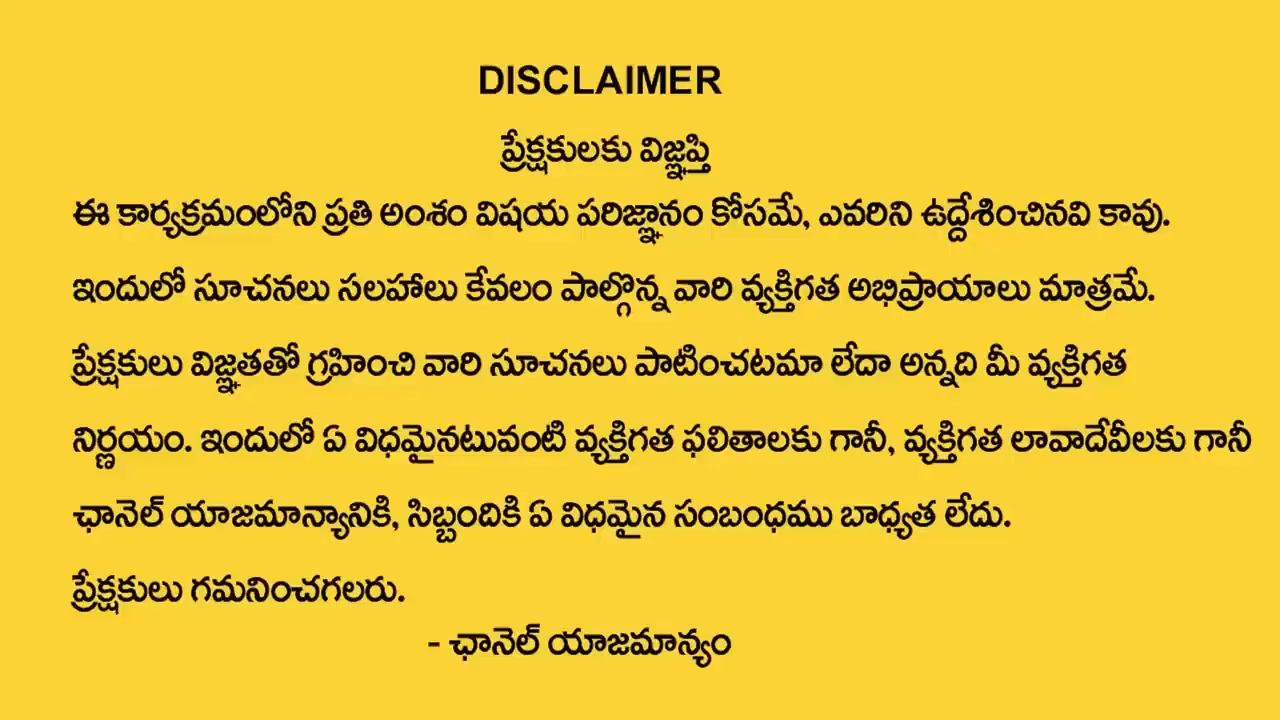 DISCLAIMER
ప్రేక్షకులకు విజ్ఞప్తి
ఈ కార్యక్రమంలోని ప్రతి అంశం విషయ పరిజ్ఞానం కోసమే, ఎవరిని ఉద్దేశించినవి కావు.
ఇందులో సూచనలు సలహాలు కేవలం పాల్గొన్న వారి వ్యక్తిగత అభిప్రాయాలు మాత్రమే.
ప్రేక్షకులు విజ్ఞతతో గ్రహించి వారి సూచనలు పాటించటమా లేదా అన్నది మీ వ్యక్తిగత
నిర్ణయం. ఇందులో ఏ విధమైనటువంటి వ్యక్తిగత ఫలితాలకు గానీ, వ్యక్తిగత లావాదేవీలకు గానీ
ఛానెల్ యాజమాన్యానికి, సిబ్బందికి ఏ విధమైన సంబంధము బాధ్యత లేదు.
ప్రేక్షకులు గమనించగలరు.
- ఛానెల్ యాజమాన్యం